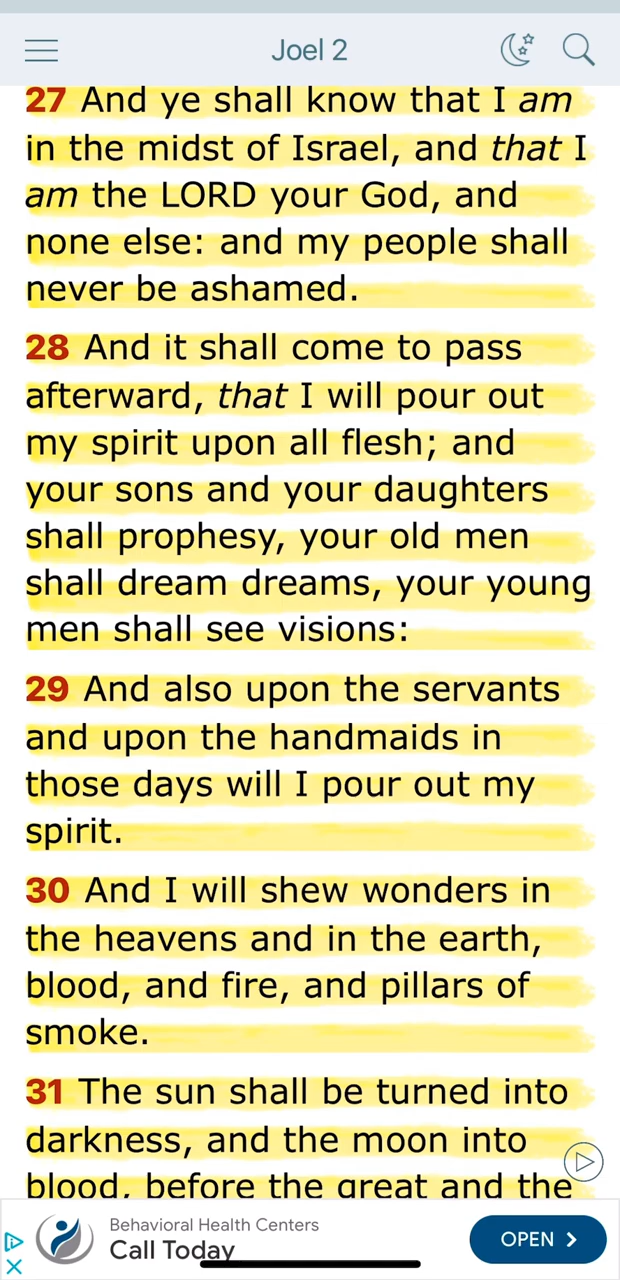 Joel 2
27 And ye shall know that I am
in the midst of Israel, and that I
am the LORD your God, and
none else: and my people shall
never be ashamed.
28 And it shall come to pass
afterward, that I will pour out
my spirit upon all flesh; and
your sons and your daughters
shall prophesy, your old men
shall dream dreams, your young
men shall see visions:
29 And also upon the servants
and upon the handmaids in
those days will I pour out my
spirit.
30 And I will shew wonders in
the heavens and in the earth,
blood, and fire, and pillars of
smoke.
31 The sun shall be turned into
darkness, and the moon into
blood, before the great and the
Behavioral Health Centers
Call Today
OPEN